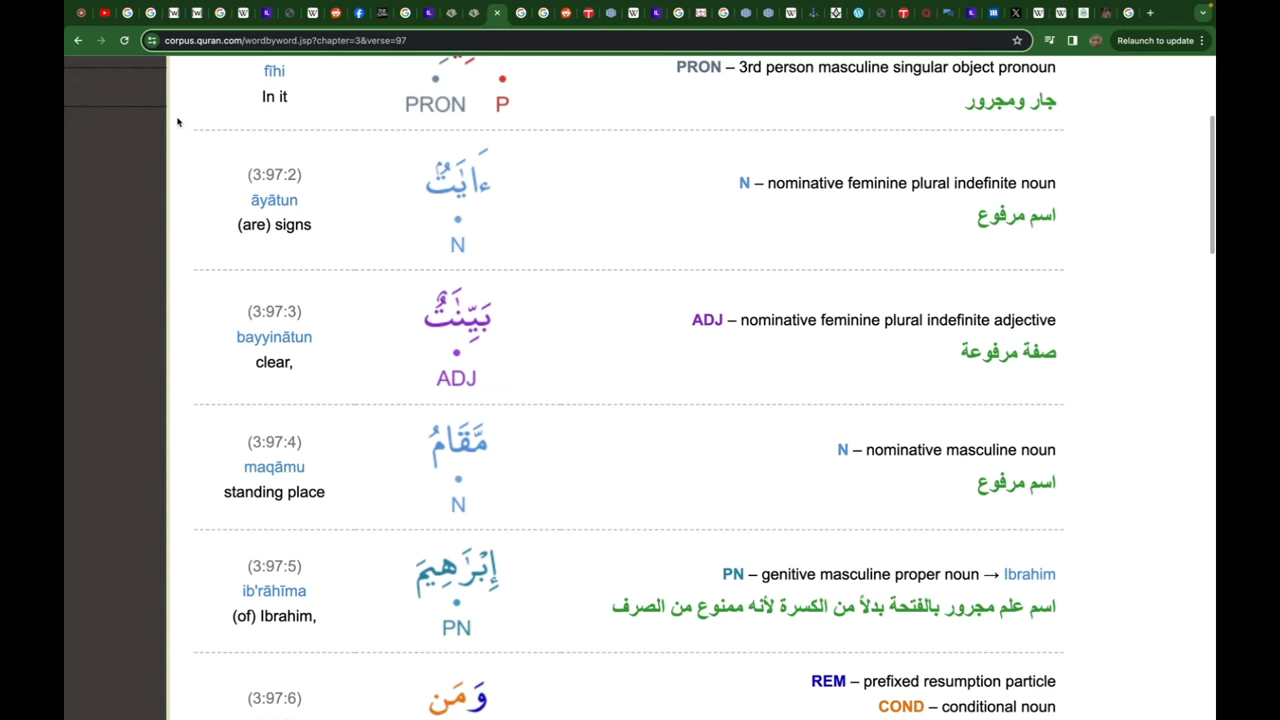 corpus.quran.com/wordbyword.jsp?chapter=3&verse=97
Relaunch to update
fīhi
In it
PRON P
PRON – 3rd person masculine singular object pronoun
جار ومجرور
(3:97:2)
āyātun
(are) signs
ءَايَٰتٌۢ
N
N – nominative feminine plural indefinite noun
اسم مرفوع
(3:97:3)
bayyinātun
clear,
بَيِّنَٰتٌۭ
ADJ
ADJ – nominative feminine plural indefinite adjective
صفة مرفوعة
(3:97:4)
maqāmu
standing place
مَّقَامُ
N
N – nominative masculine noun
اسم مرفوع
(3:97:5)
ib'rāhīma
(of) Ibrahim,
إِبْرَٰهِيمَ
PN
PN – genitive masculine proper noun → Ibrahim
اسم علم مجرور بالفتحة بدلاً من الكسرة لأنه ممنوع من الصرف
(3:97:6)
وَمَن
REM – prefixed resumption particle
COND – conditional noun